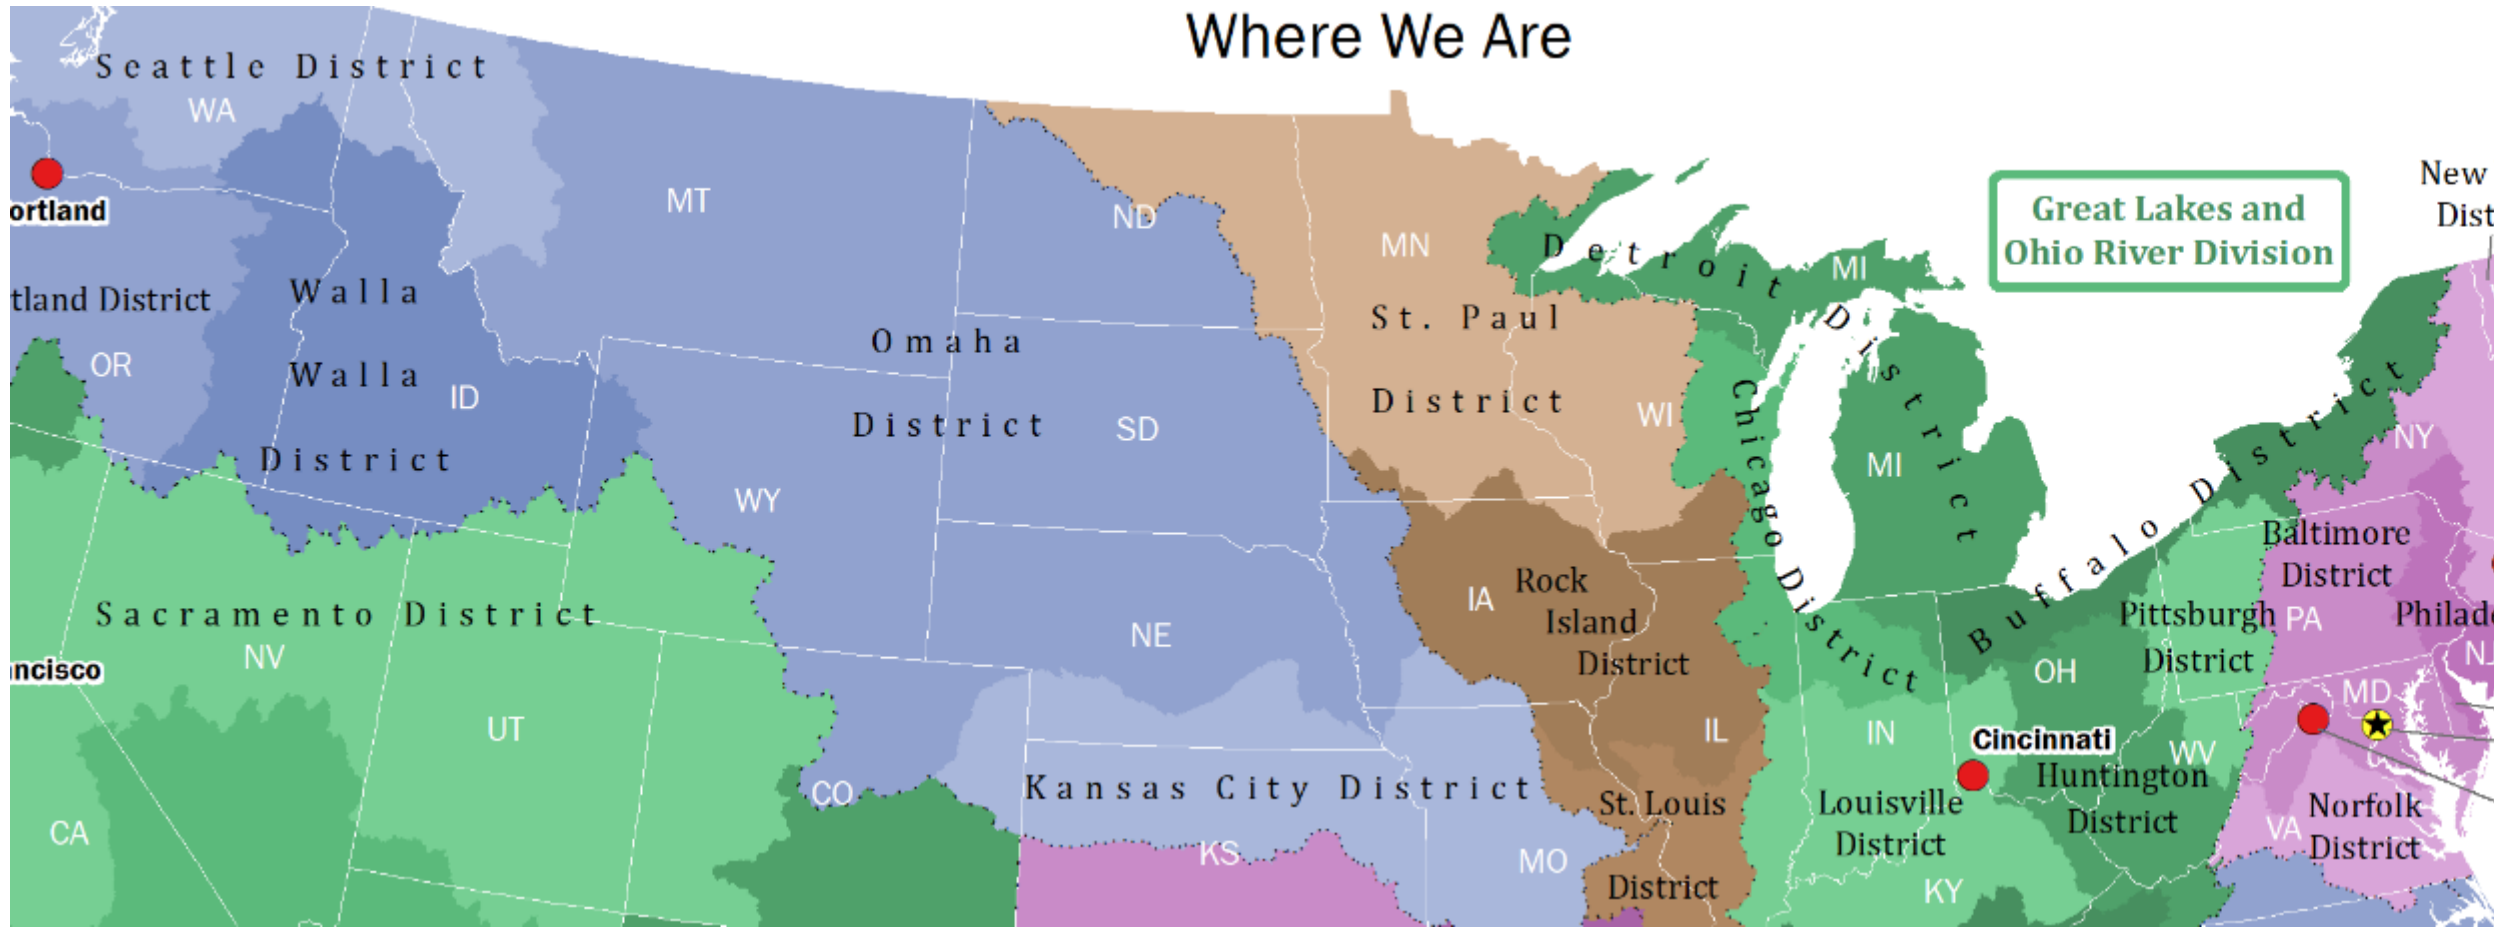 Where We Are
Seattle District
WA
ortland
tland District
OR
Walla
Walla
District
ID
MT
ND
MN
Omaha
District
SD
WY
NE
St. Paul
District
WI
Detroit District
MI
MI
Great Lakes and
Ohio River Division
New
Dist
Chicago District
Buffalo District
NY
Baltimore
District
Pittsburgh
District
PA
Philade
NJ
MD
Sacramento District
NV
ncisco
UT
CA
CO
IA
Rock
Island
District
IL
IN
OH
Cincinnati
WV
Huntington
District
Louisville
District
KY
Kansas City District
KS
MO
St. Louis
District
VA
Norfolk
District